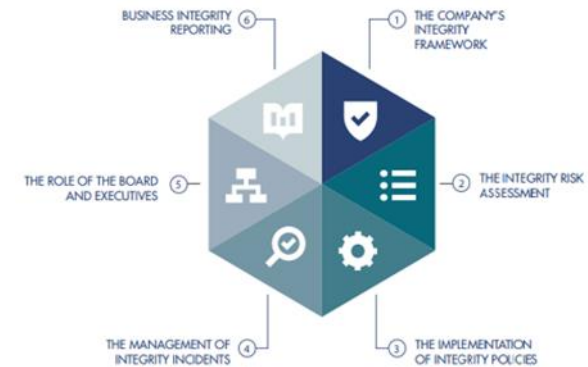 BUSINESS INTEGRITY
REPORTING
6
1
THE COMPANY'S
INTEGRITY
FRAMEWORK
THE ROLE OF THE BOARD
AND EXECUTIVES
5
2
THE INTEGRITY RISK
ASSESSMENT
THE MANAGEMENT OF
INTEGRITY INCIDENTS
4
3
THE IMPLEMENTATION
OF INTEGRITY POLICIES